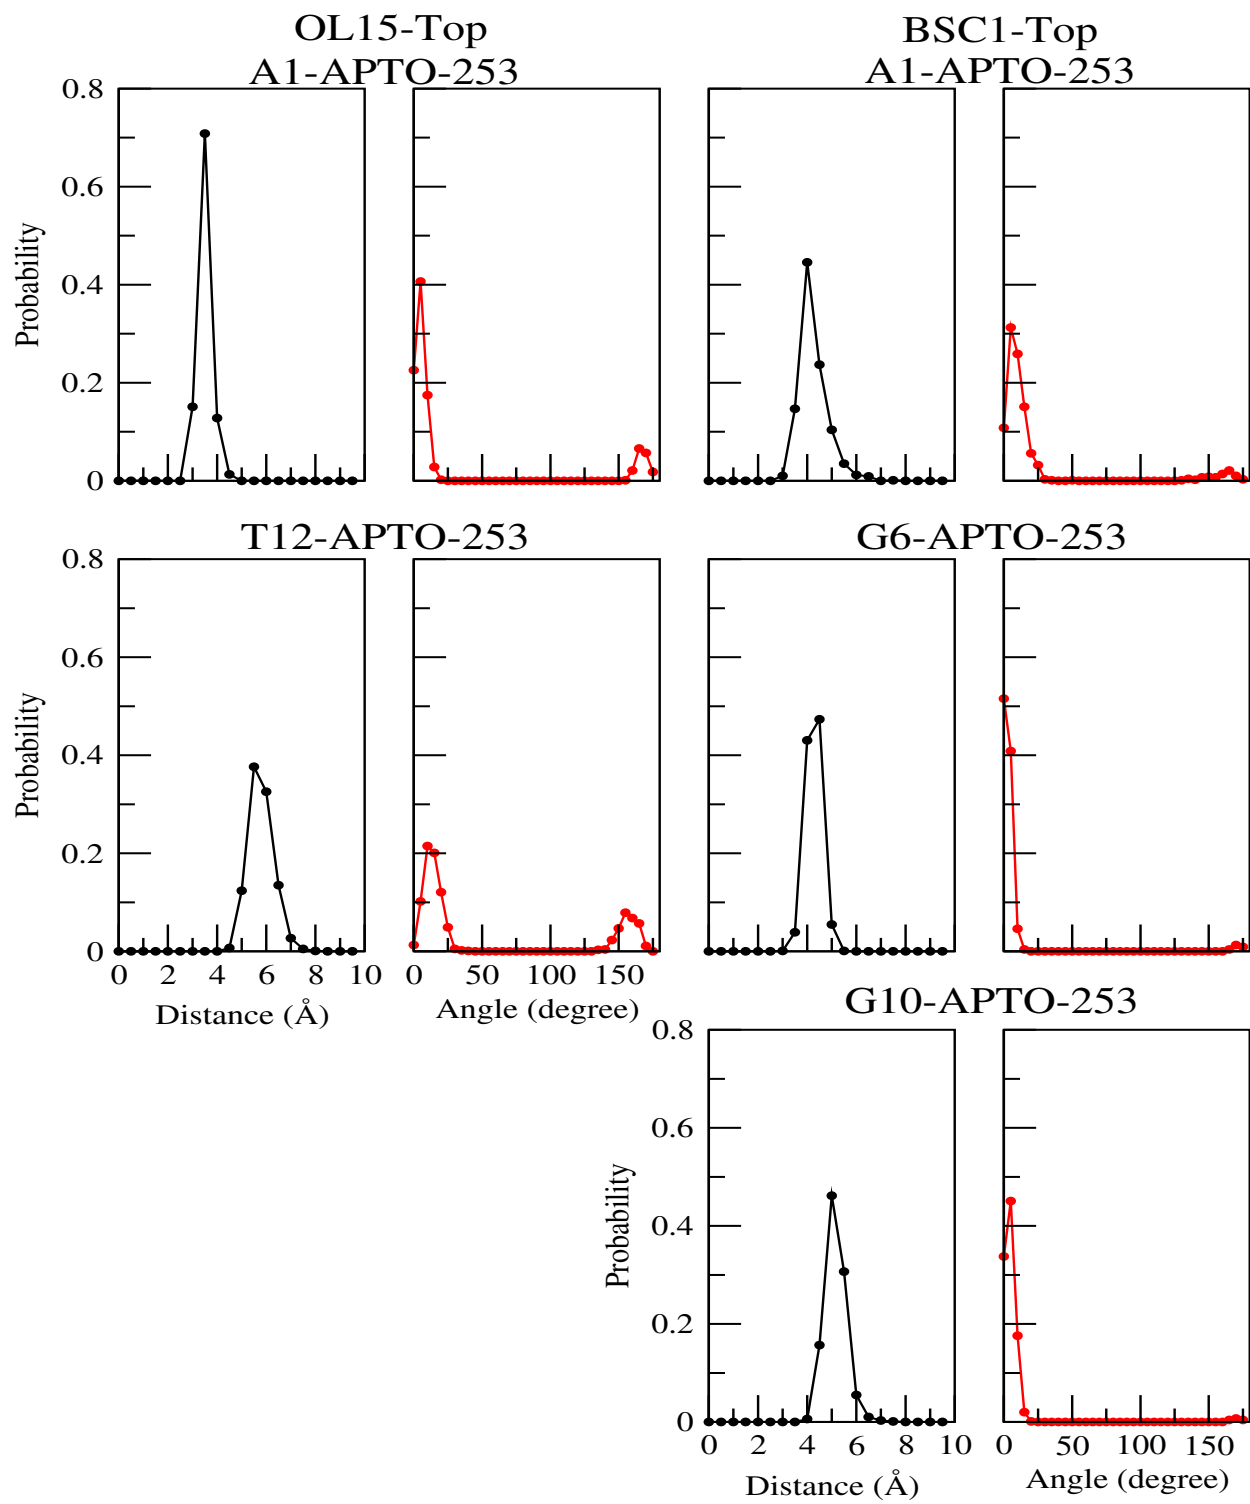 OL15-Top
BSC1-Top
A1-APTO-253
A1-APTO-253
0.8
0.6
0.4
0.2
0
Probability
T12-APTO-253
G6-APTO-253
0.8
0.6
0.4
0.2
0
Probability
0 2 4 6 8 10
0 50 100 150
Distance (Å)
Angle (degree)
G10-APTO-253
0.8
0.6
0.4
0.2
0
Probability
0 2 4 6 8 10
0 50 100 150
Distance (Å)
Angle (degree)